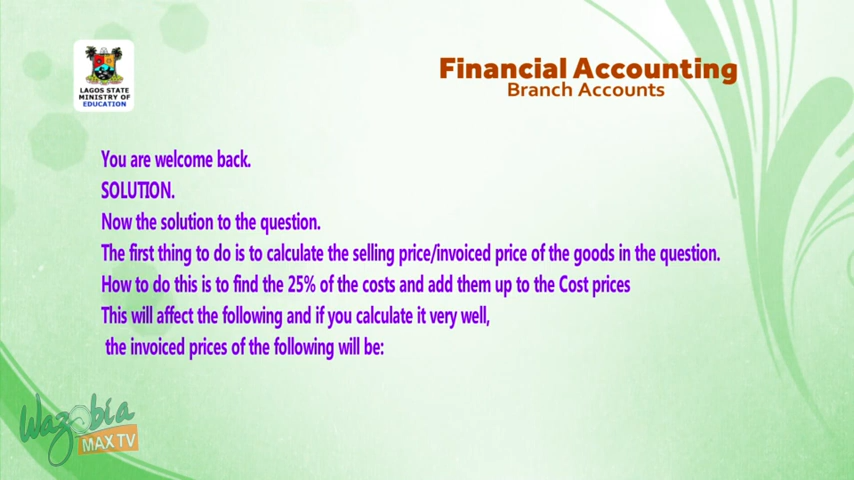 LAGOS STATE
MINISTRY OF
EDUCATION
Financial Accounting
Branch Accounts
You are welcome back.
SOLUTION.
Now the solution to the question.
The first thing to do is to calculate the selling price/invoiced price of the goods in the question.
How to do this is to find the 25% of the costs and add them up to the Cost prices
This will affect the following and if you calculate it very well,
the invoiced prices of the following will be:
Wazobia
MAX TV